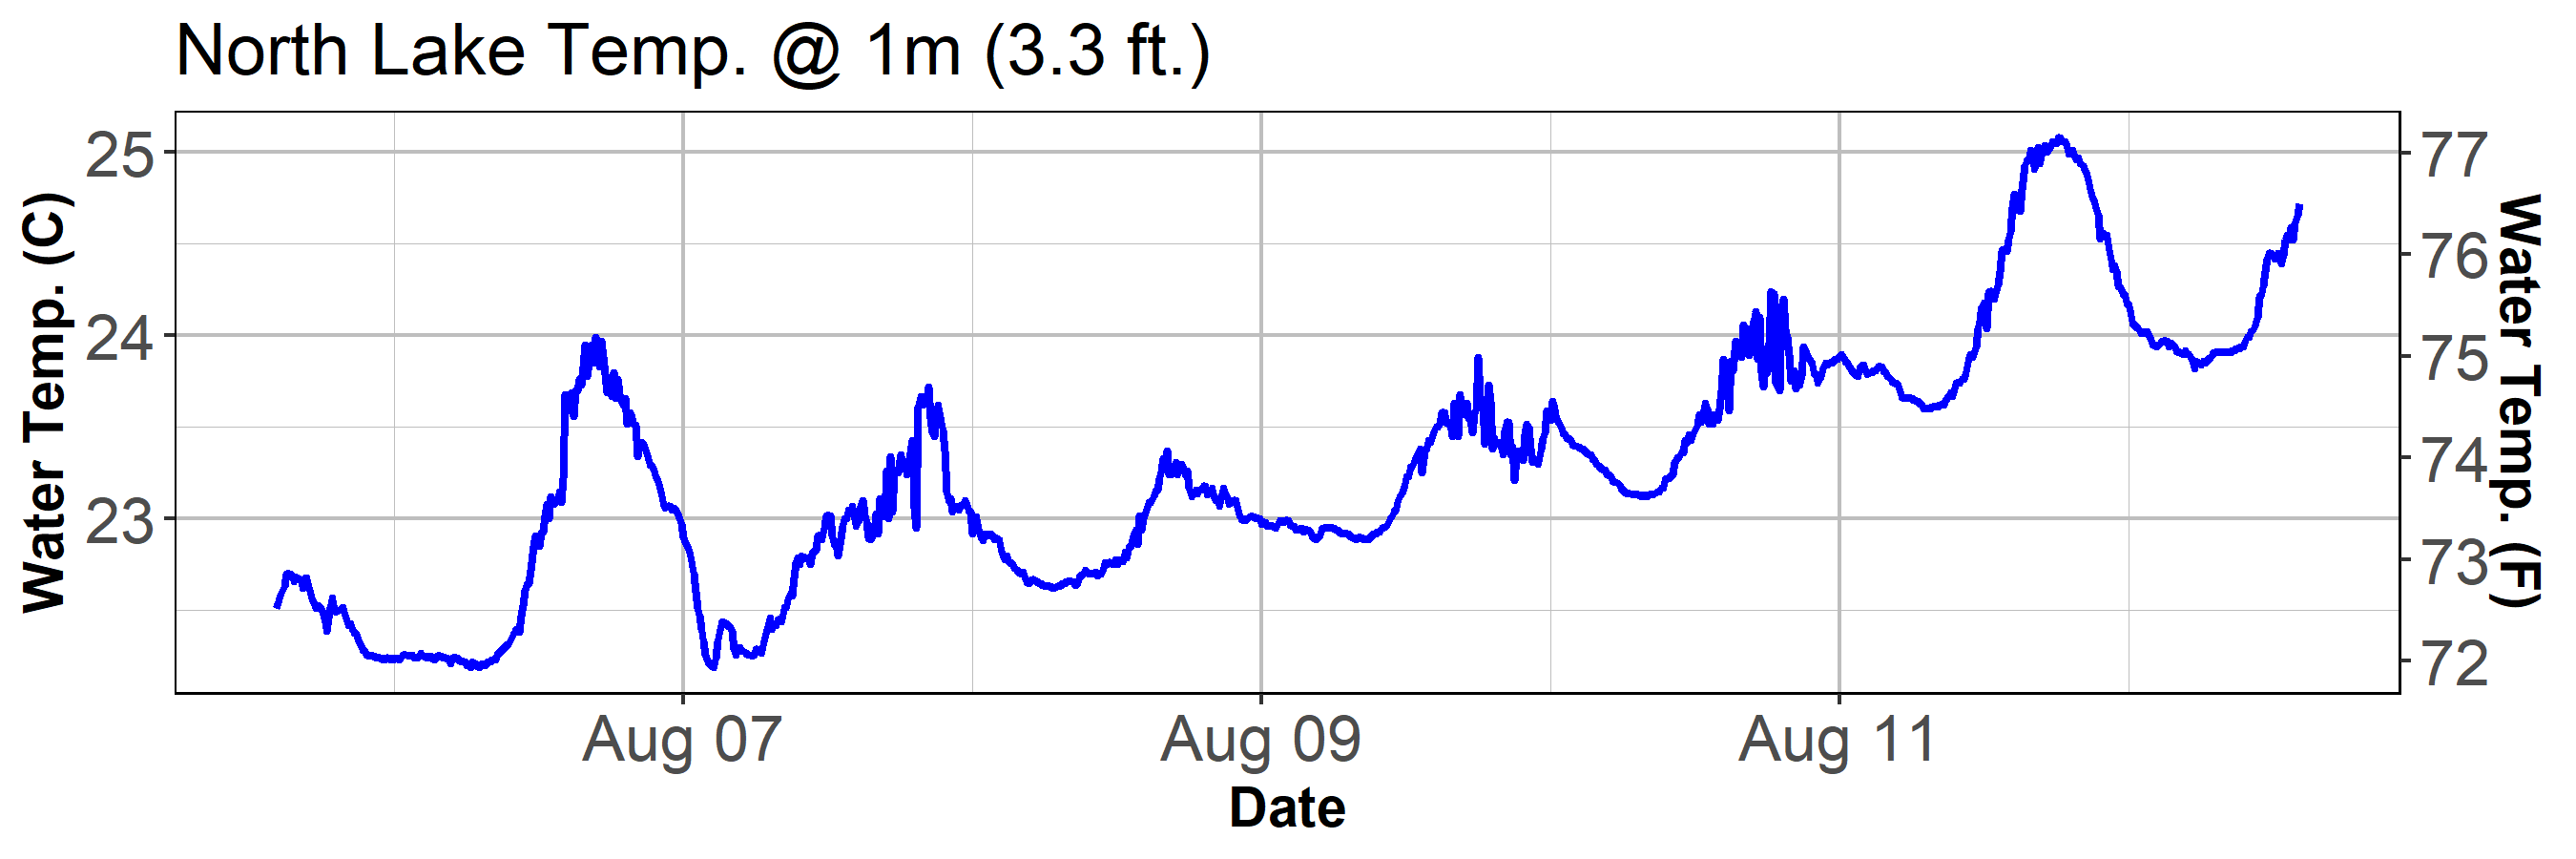 North Lake Temp. @ 1m (3.3 ft.)
Water Temp. (C)
25
24
23
77
76
75
74
73
72
Water Temp. (F)
Aug 07
Aug 09
Aug 11
Date